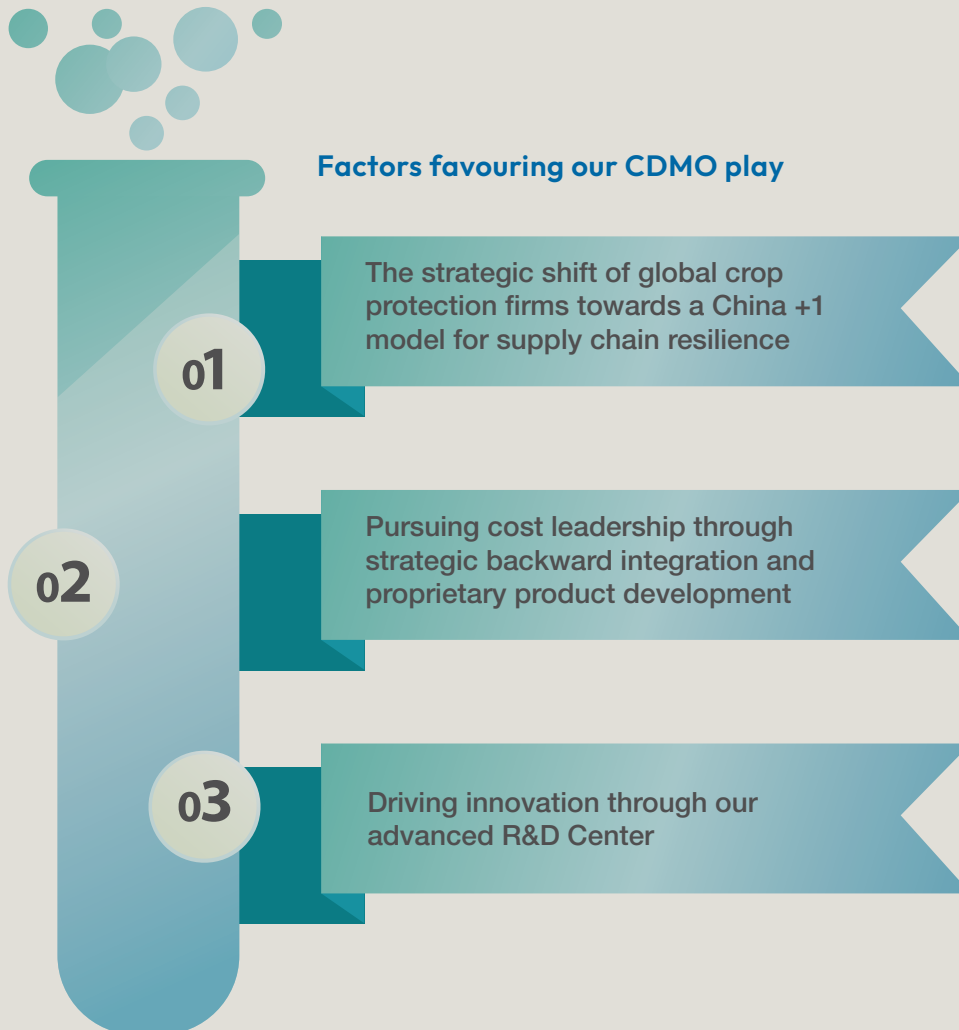 Factors favouring our CDMO play
01
The strategic shift of global crop
protection firms towards a China +1
model for supply chain resilience
02
Pursuing cost leadership through
strategic backward integration and
proprietary product development
03
Driving innovation through our
advanced R&D Center